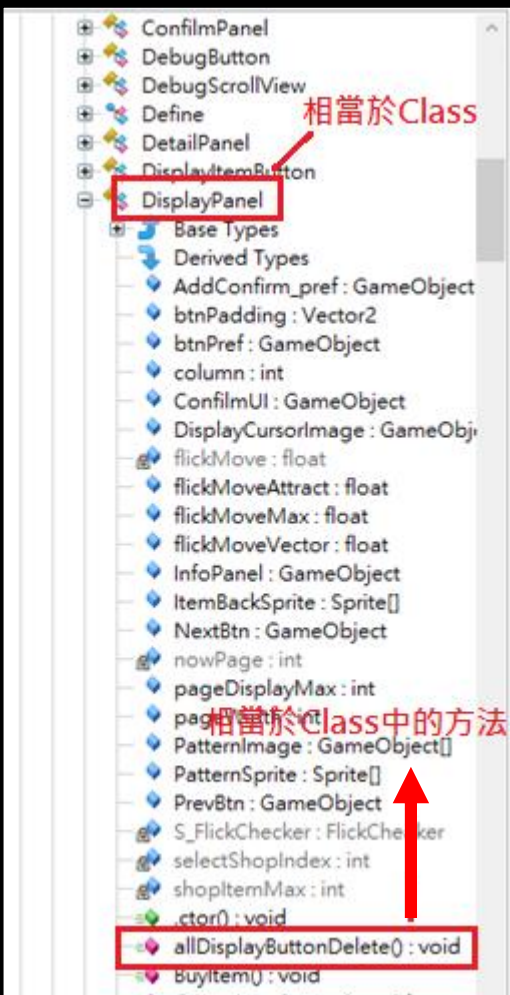 ConfilmPanel
DebugButton
DebugScrollView
Define
相當於Class
DetailPanel
DisplayItemButton
DisplayPanel
Base Types
Derived Types
AddConfirm_pref : GameObject
btnPadding : Vector2
btnPref : GameObject
column : int
ConfilmUI : GameObject
DisplayCursorImage : GameObj
flickMove : float
flickMoveAttract : float
flickMoveMax : float
flickMoveVector : float
InfoPanel : GameObject
ItemBackSprite : Sprite[]
NextBtn : GameObject
nowPage : int
pageDisplayMax : int
相當於Class中的方法
PatternImage : GameObject[]
PatternSprite : Sprite[]
PrevBtn : GameObject
S_FlickChecker : FlickChecker
selectShopIndex : int
shopItemMax : int
.ctor() : void
allDisplayButtonDelete() : void
BuyItem() : void